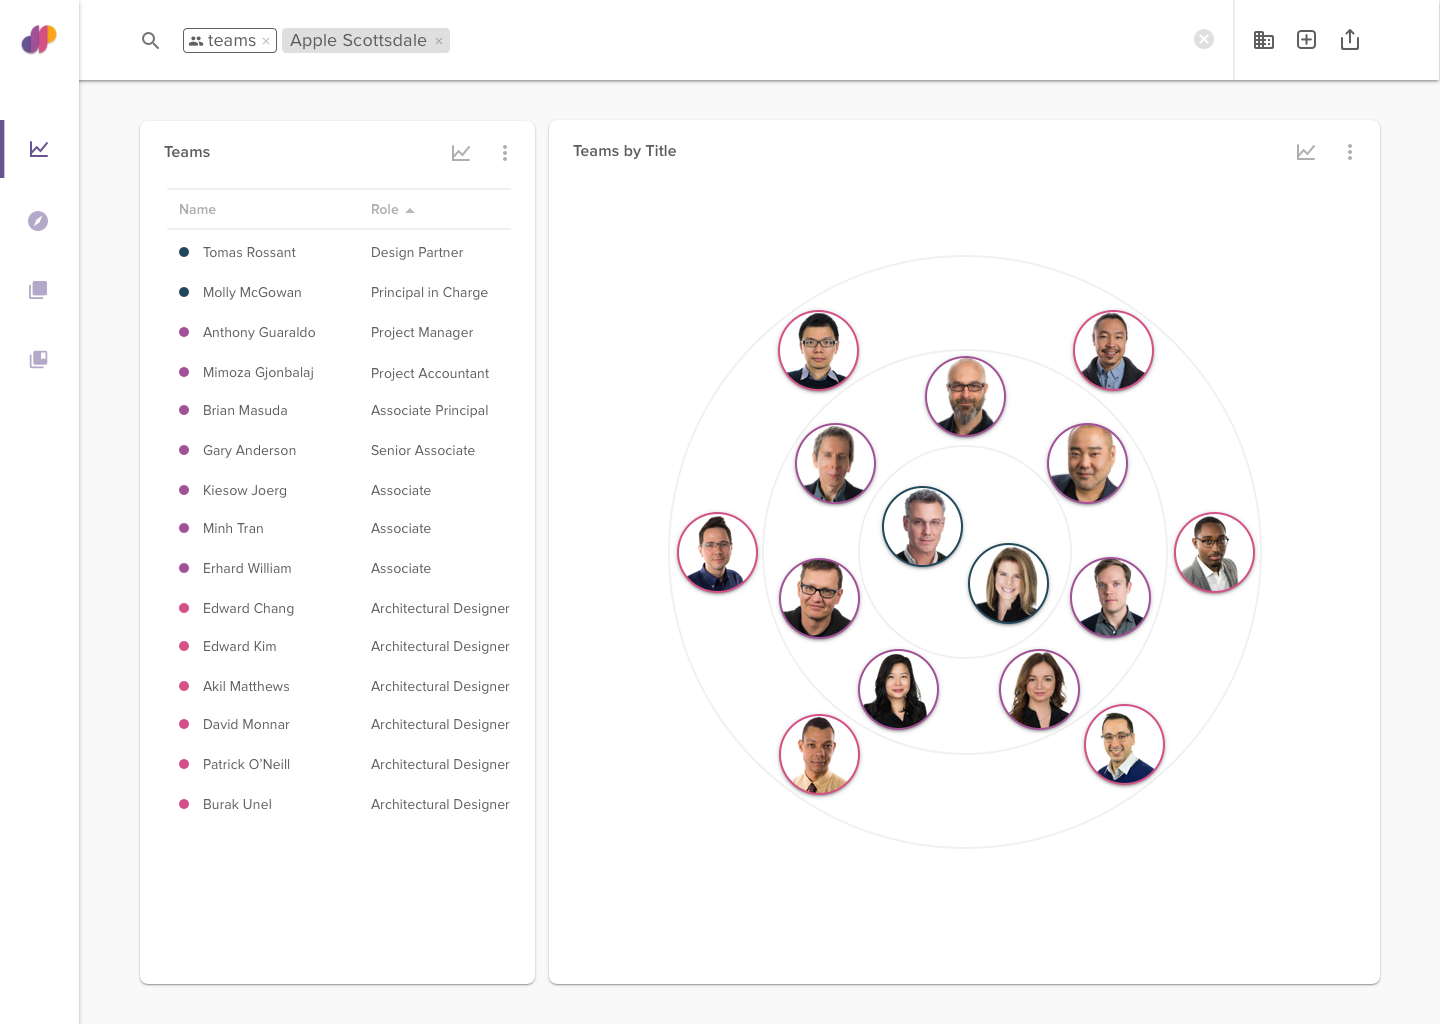 teams × Apple Scottsdale ×
Teams
Name Role
Tomas Rossant Design Partner
Molly McGowan Principal in Charge
Anthony Guaraldo Project Manager
Mimoza Gjonbalaj Project Accountant
Brian Masuda Associate Principal
Gary Anderson Senior Associate
Kiesow Joerg Associate
Minh Tran Associate
Erhard William Associate
Edward Chang Architectural Designer
Edward Kim Architectural Designer
Akil Matthews Architectural Designer
David Monnar Architectural Designer
Patrick O'Neill Architectural Designer
Burak Unel Architectural Designer
Teams by Title